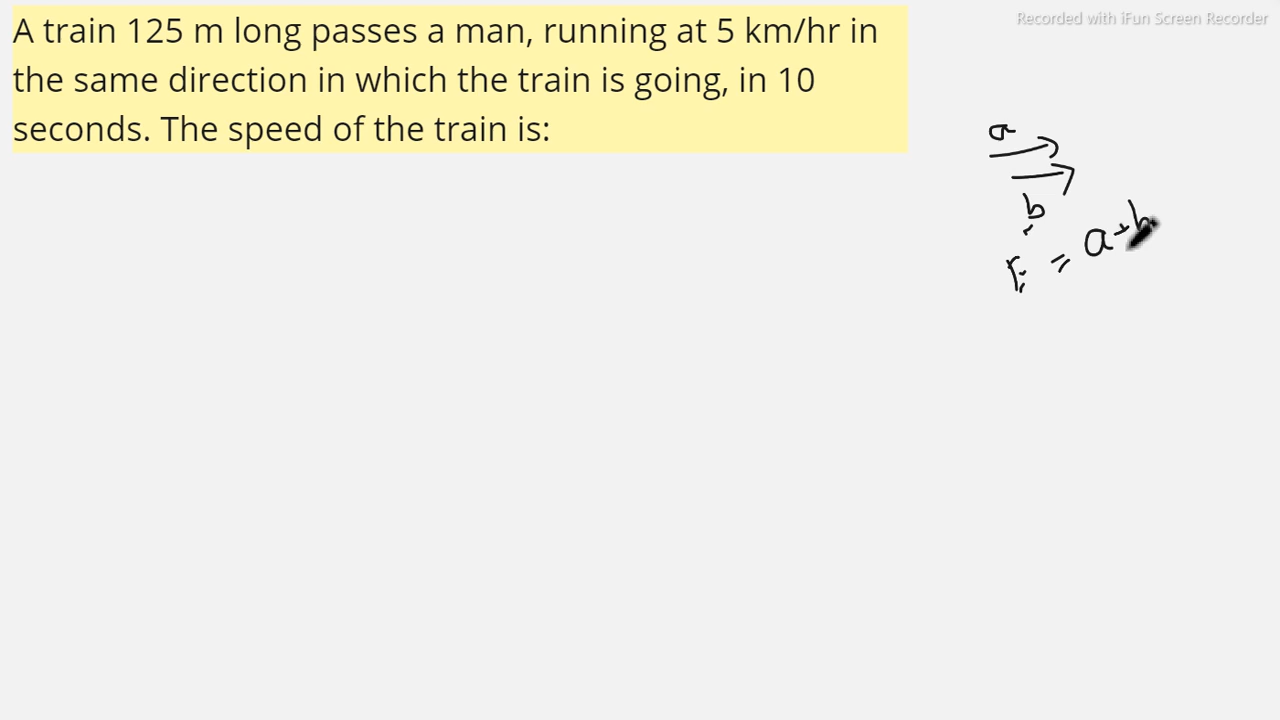 A train 125 m long passes a man, running at 5 km/hr in
the same direction in which the train is going, in 10
seconds. The speed of the train is:
Recorded with iFun Screen Recorder
a
b
= a